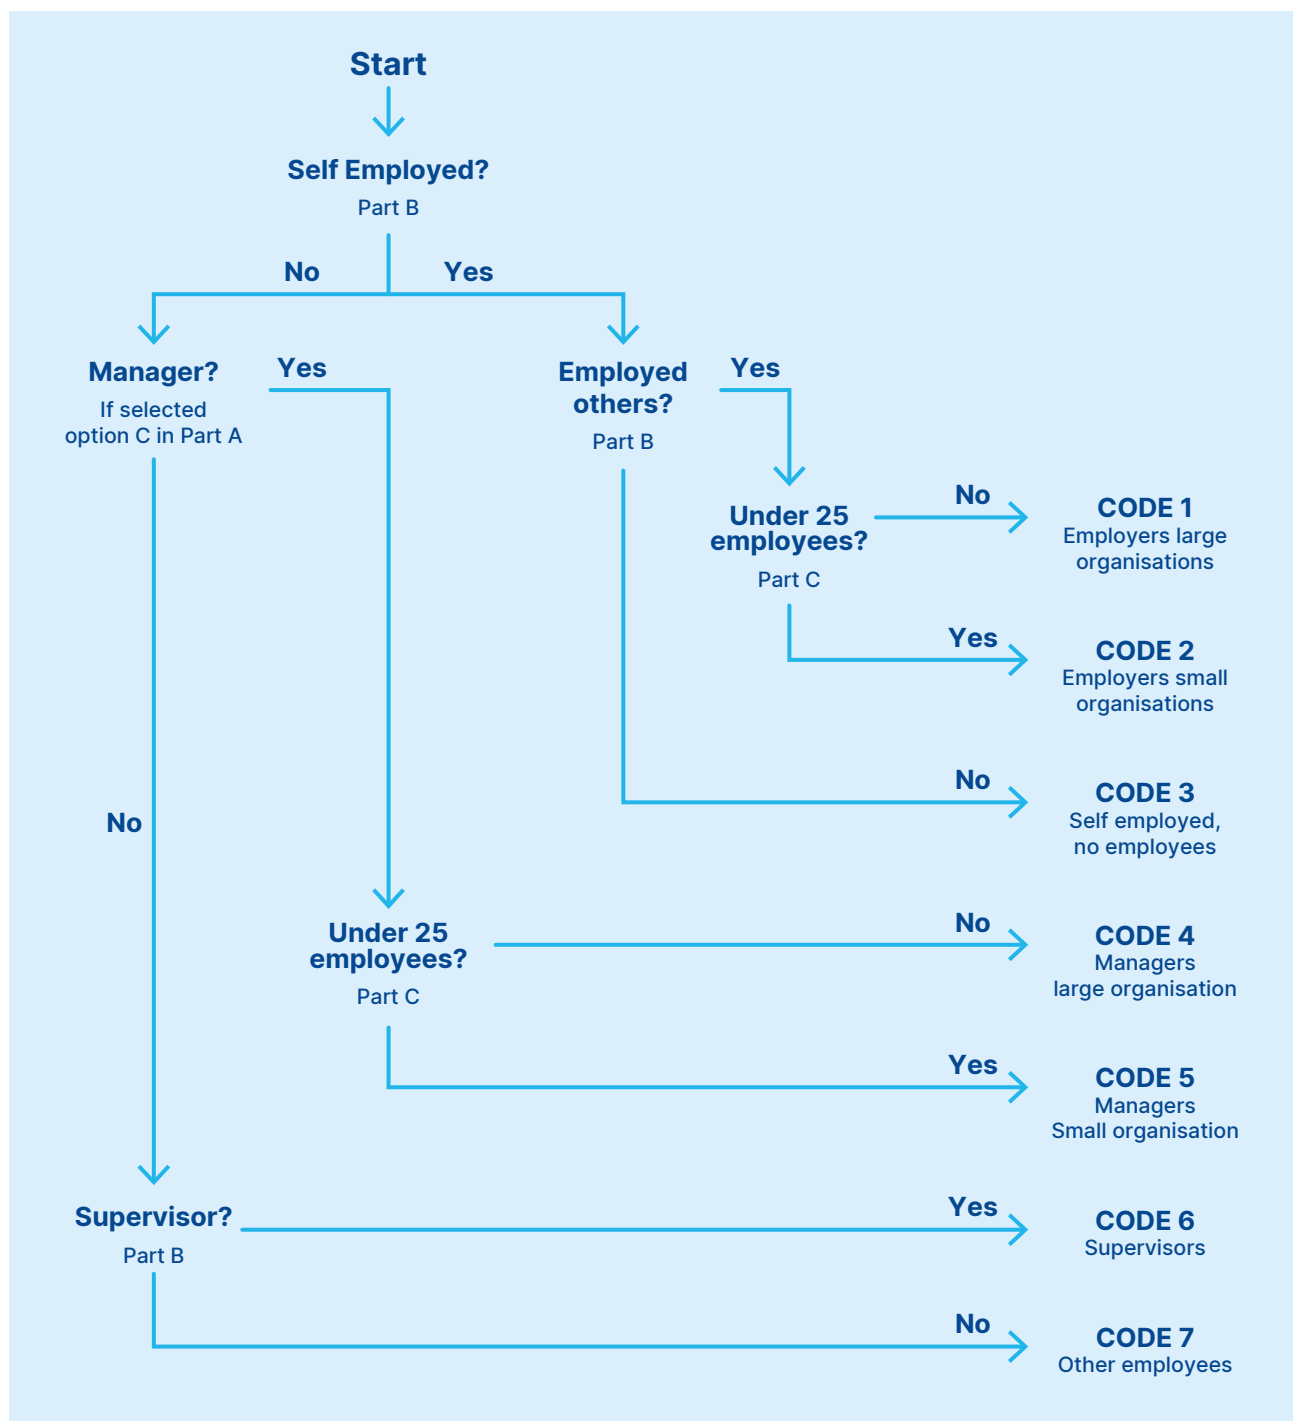 Start
Self Employed?
Part B
No
Yes
Manager?
If selected
option C in Part A
Yes
Employed
others?
Part B
Yes
Under 25
employees?
Part C
No
CODE 1
Employers large
organisations
Yes
CODE 2
Employers small
organisations
No
CODE 3
Self employed,
no employees
No
Under 25
employees?
Part C
No
CODE 4
Managers
large organisation
Yes
CODE 5
Managers
Small organisation
Supervisor?
Part B
Yes
CODE 6
Supervisors
No
CODE 7
Other employees